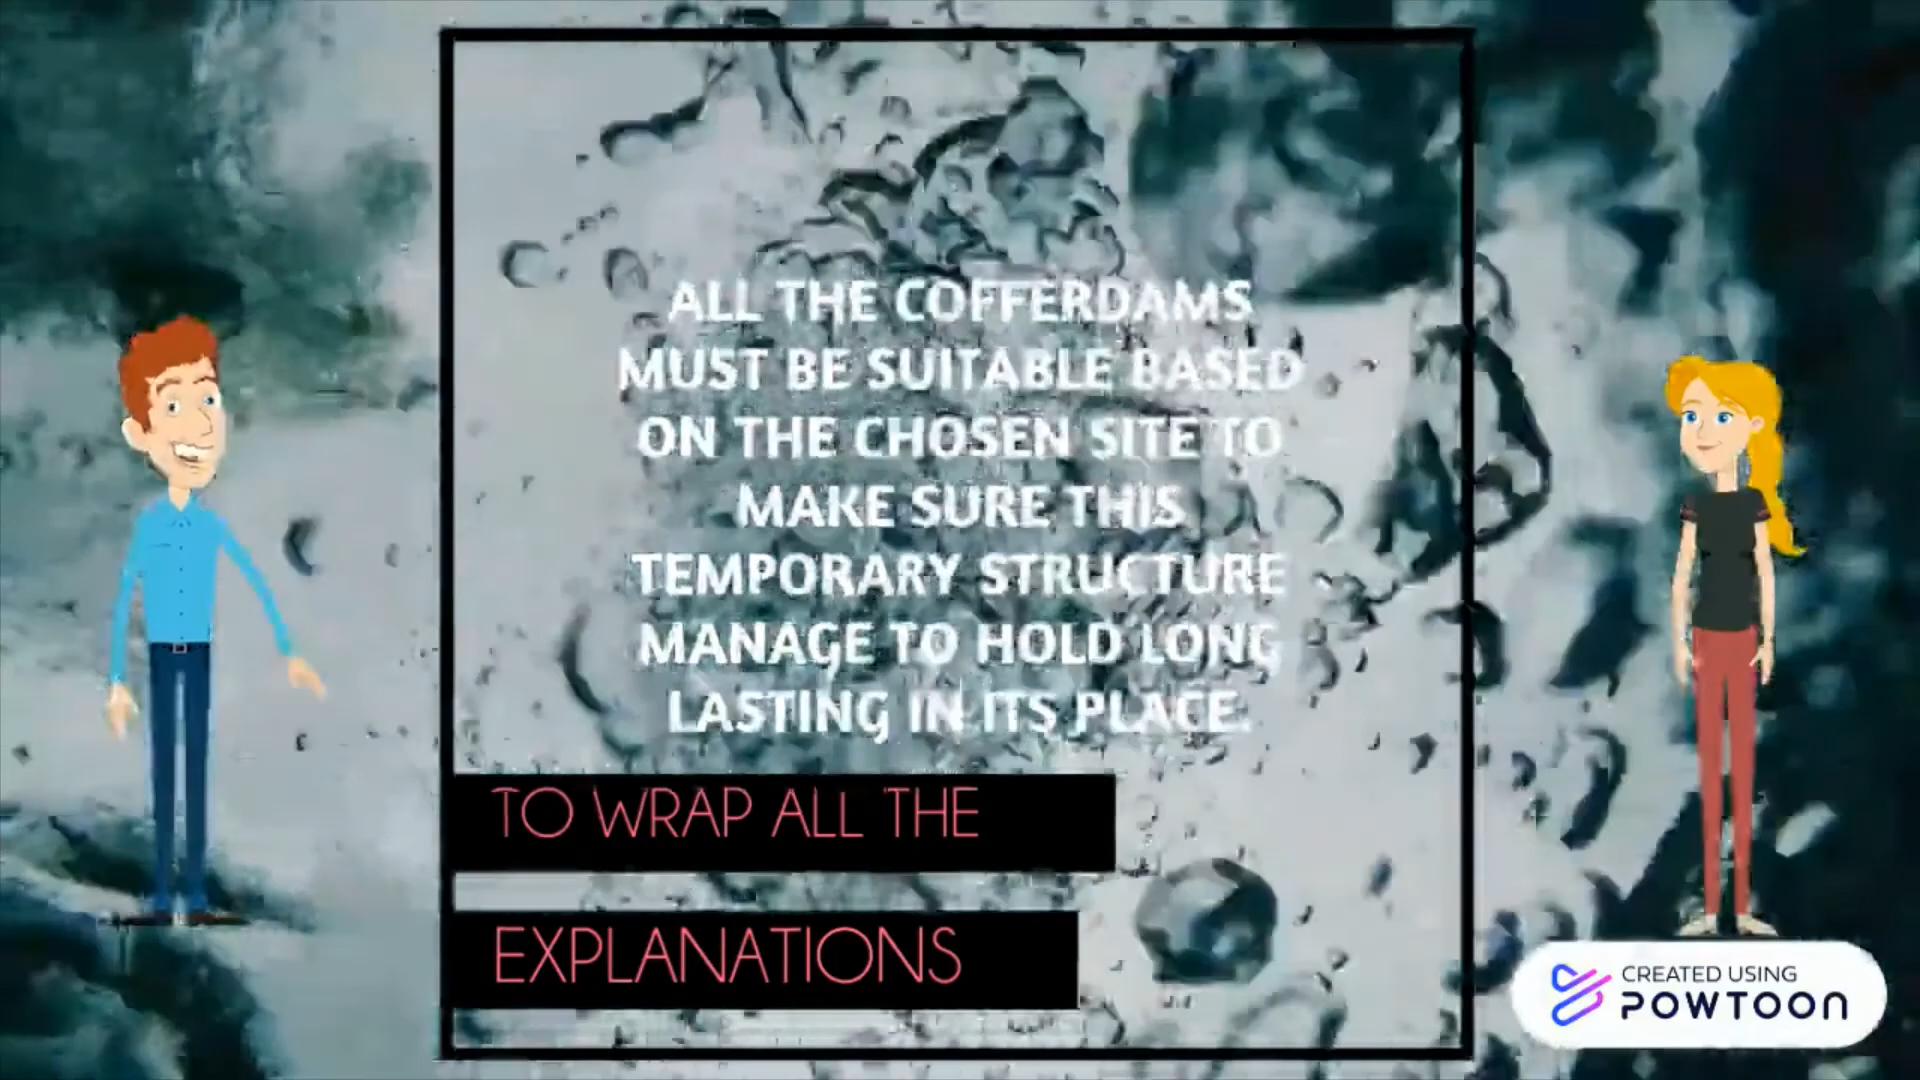 ALL THE COFFERDAMS
MUST BE SUITABLE BASED
ON THE CHOSEN SITE TO
MAKE SURE THIS
TEMPORARY STRUCTURE
MANAGE TO HOLD LONG
LASTING IN ITS PLACE.
TO WRAP ALL THE
EXPLANATIONS
CREATED USING
POWTOON